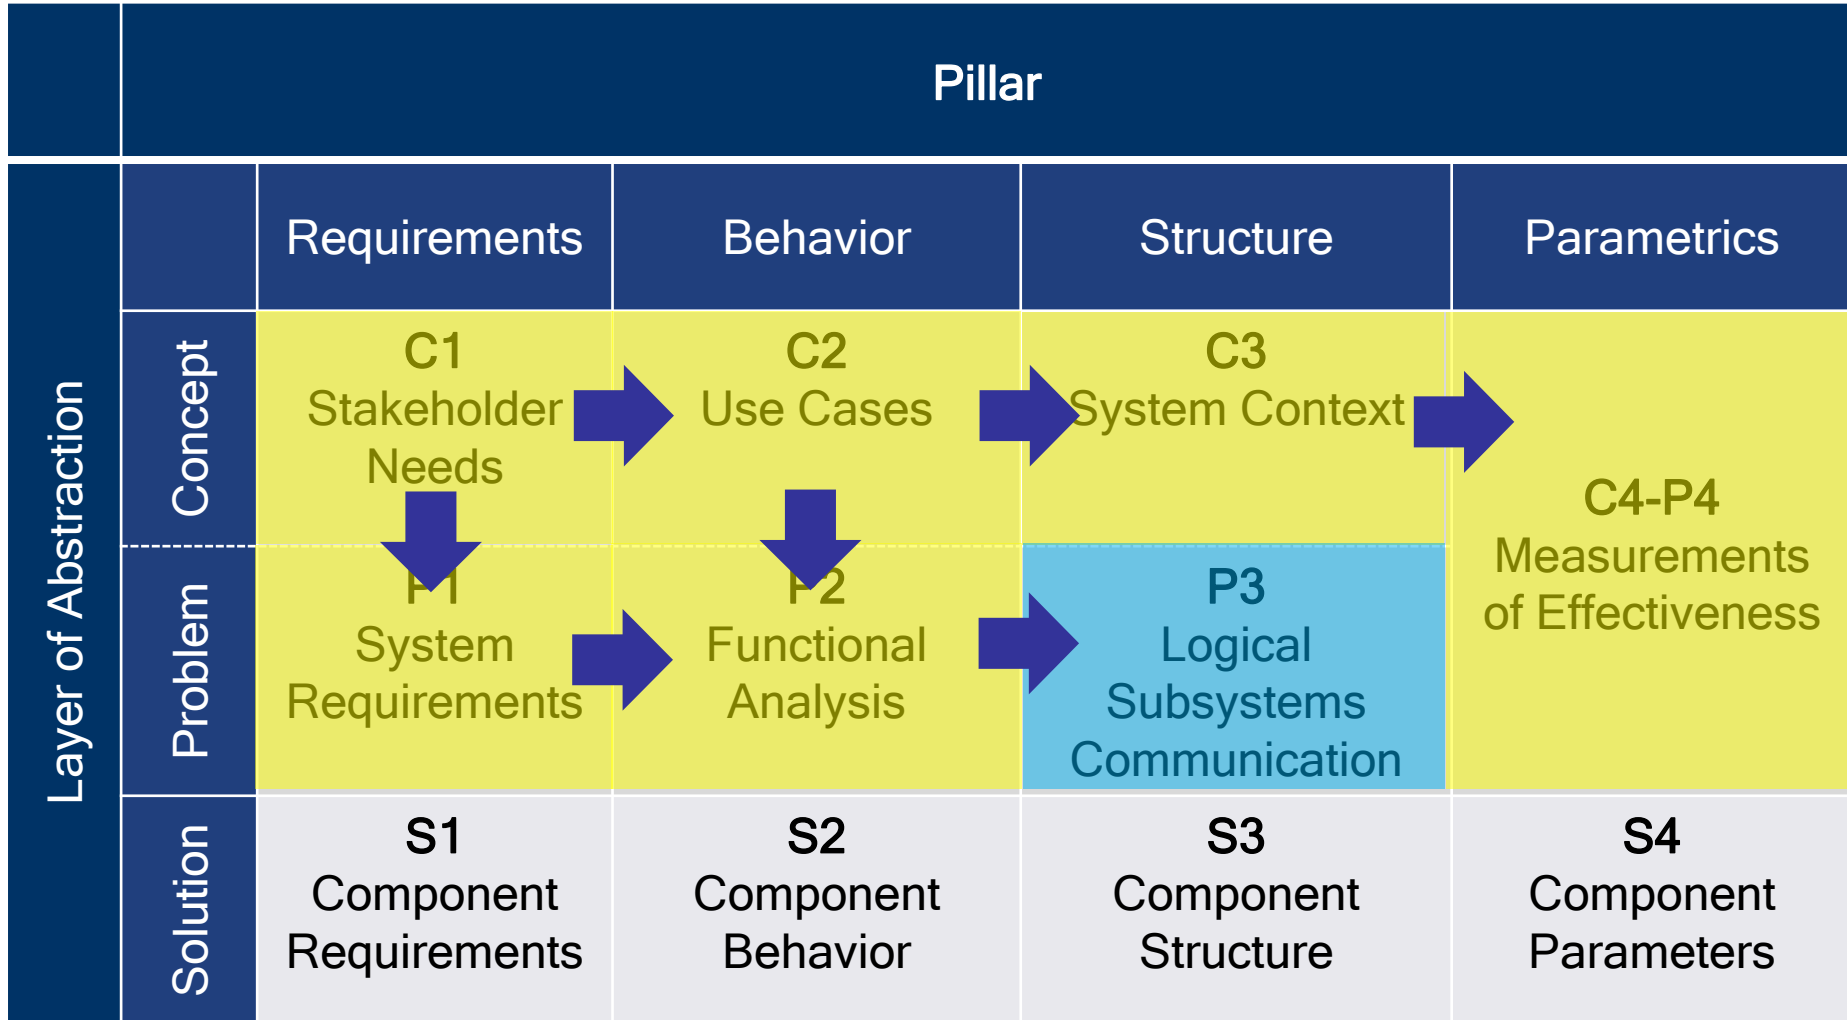 Pillar
Layer of Abstraction
Requirements
Behavior
Structure
Parametrics
Concept
C1
Stakeholder
Needs
C2
Use Cases
C3
System Context
C4-P4
Measurements
of Effectiveness
Problem
P1
System
Requirements
P2
Functional
Analysis
P3
Logical
Subsystems
Communication
Solution
S1
Component
Requirements
S2
Component
Behavior
S3
Component
Structure
S4
Component
Parameters